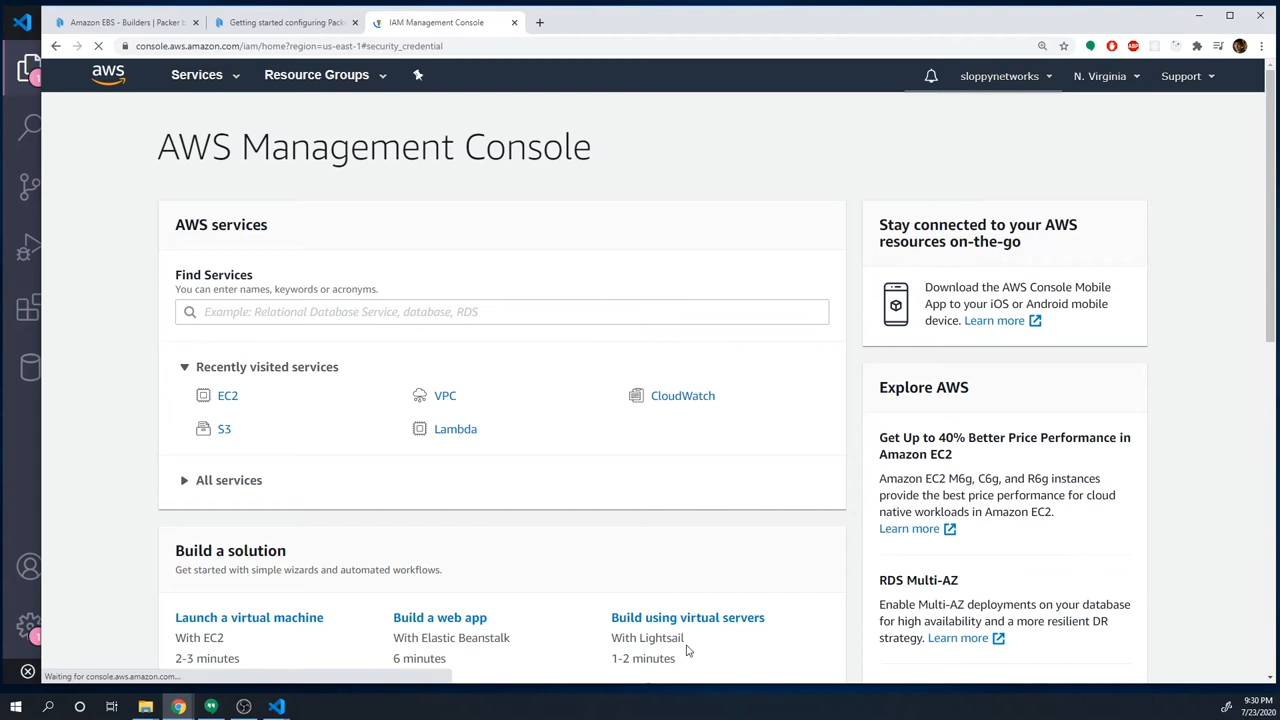 Amazon EBS - Builders | Packer b
Getting started configuring Pack
IAM Management Console
console.aws.amazon.com/iam/home?region=us-east-1#security_credential
aws
Services
Resource Groups
sloppynetworks
N. Virginia
Support
AWS Management Console
AWS services
Find Services
You can enter names, keywords or acronyms.
Example: Relational Database Service, database, RDS
Recently visited services
EC2
VPC
CloudWatch
S3
Lambda
All services
Build a solution
Get started with simple wizards and automated workflows.
Launch a virtual machine
With EC2
2-3 minutes
Build a web app
With Elastic Beanstalk
6 minutes
Build using virtual servers
With Lightsail
1-2 minutes
Stay connected to your AWS
resources on-the-go
Download the AWS Console Mobile
App to your iOS or Android mobile
device. Learn more
Explore AWS
Get Up to 40% Better Price Performance in
Amazon EC2
Amazon EC2 M6g, C6g, and R6g instances
provide the best price performance for cloud
native workloads in Amazon EC2.
Learn more
RDS Multi-AZ
Enable Multi-AZ deployments on your database
for high availability and a more resilient DR
strategy. Learn more
Waiting for console.aws.amazon.com...
9:30 PM
7/23/2020